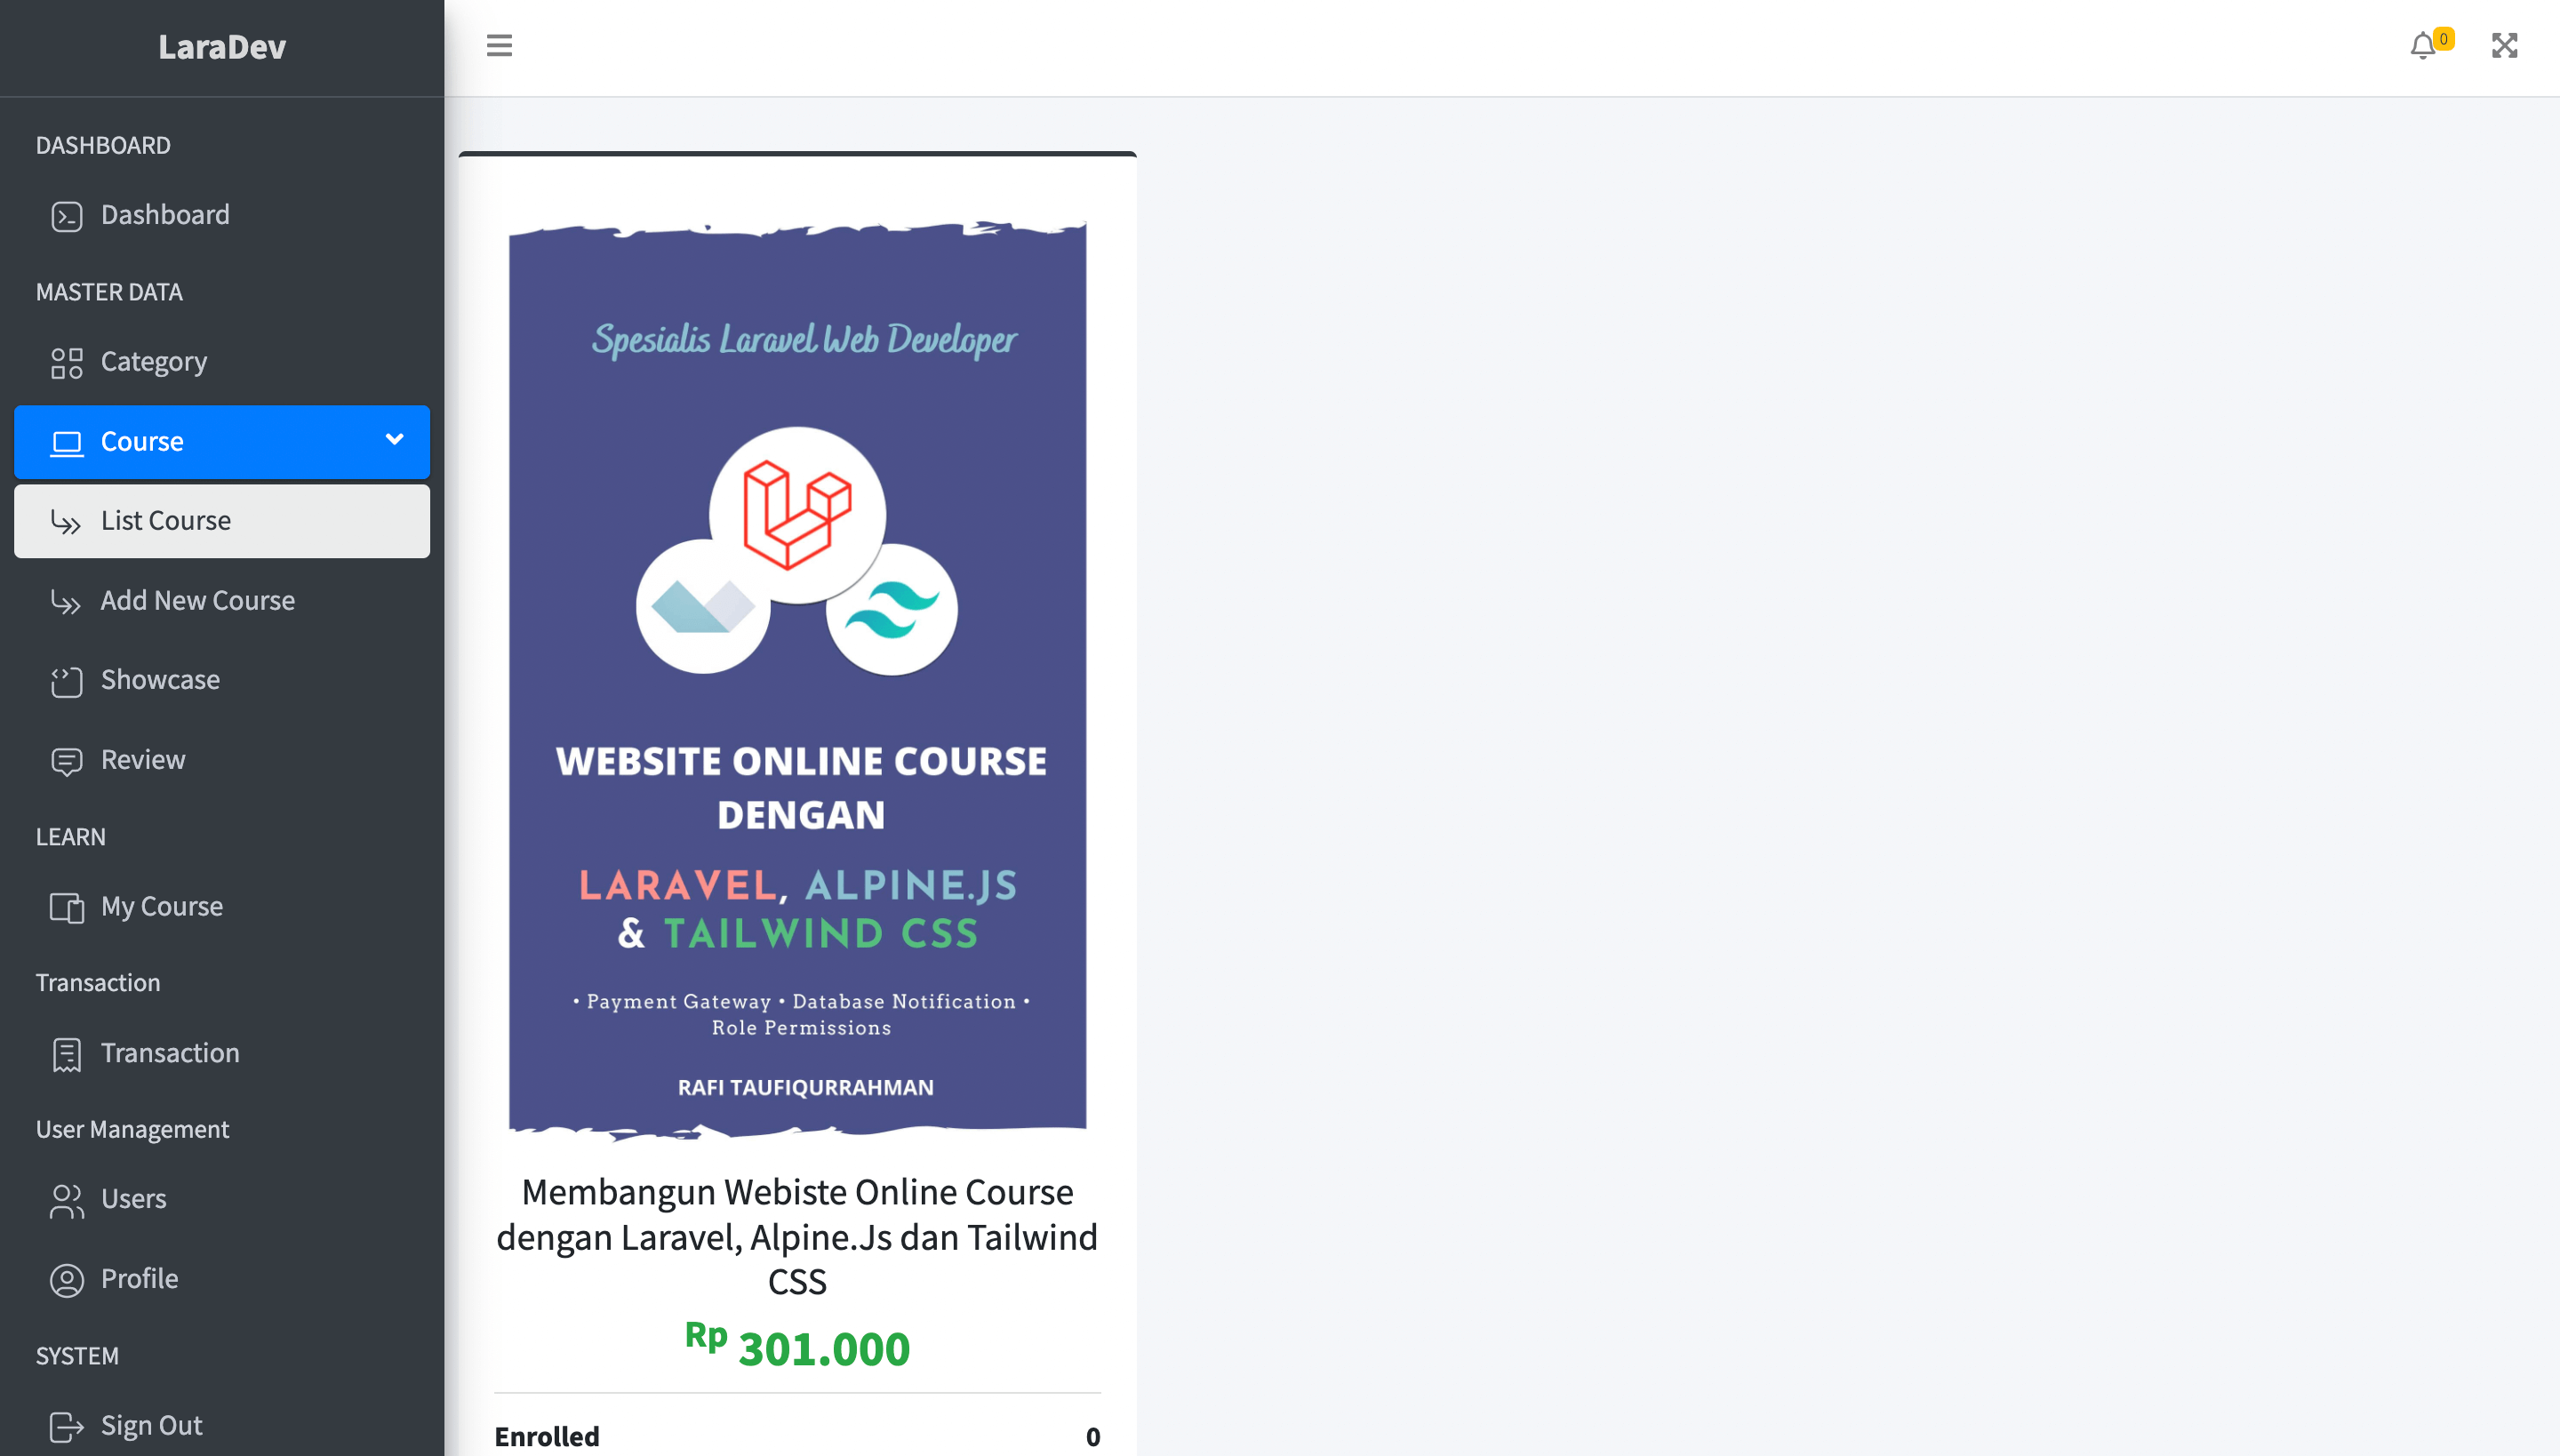 LaraDev
0
DASHBOARD
Dashboard
MASTER DATA
Category
Course
List Course
Add New Course
Showcase
Review
LEARN
My Course
Transaction
Transaction
User Management
Users
Profile
SYSTEM
Sign Out
Spesialis Laravel Web Developer
WEBSITE ONLINE COURSE
DENGAN
LARAVEL, ALPINE.JS
& TAILWIND CSS
• Payment Gateway • Database Notification •
Role Permissions
RAFI TAUFIQURRAHMAN
Membangun Webiste Online Course
dengan Laravel, Alpine.Js dan Tailwind
CSS
Rp 301.000
Enrolled 0